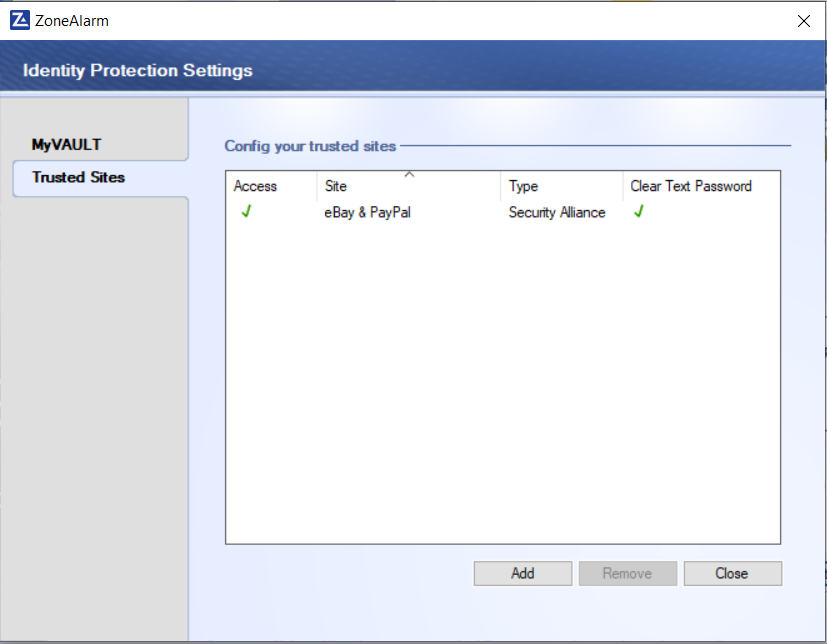 ZoneAlarm
Identity Protection Settings
MyVAULT
Trusted Sites
Config your trusted sites
Access Site Type Clear Text Password
eBay & PayPal Security Alliance
Add Remove Close